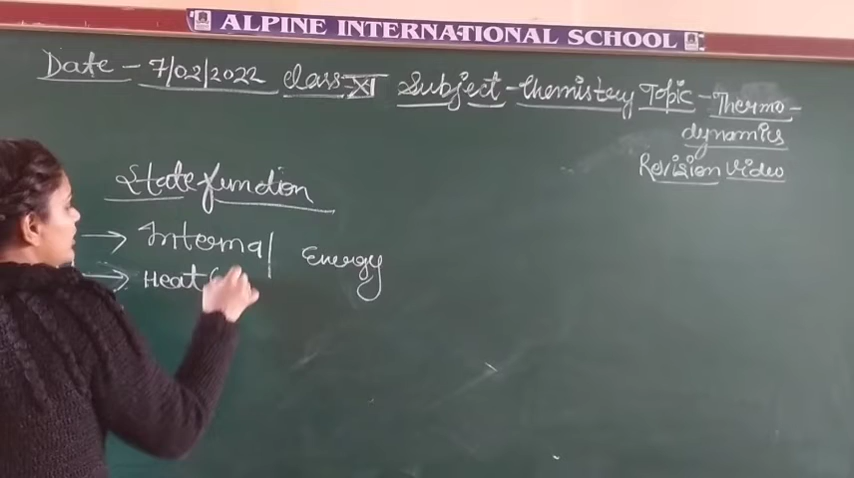 ALPINE INTERNATIONAL SCHOOL
Date - 7/02/2022 Class-XI Subject - Chemistery Topic - Thermo-
dynamics
Revision Video
State function
→ Internal Energy
→ Heat (